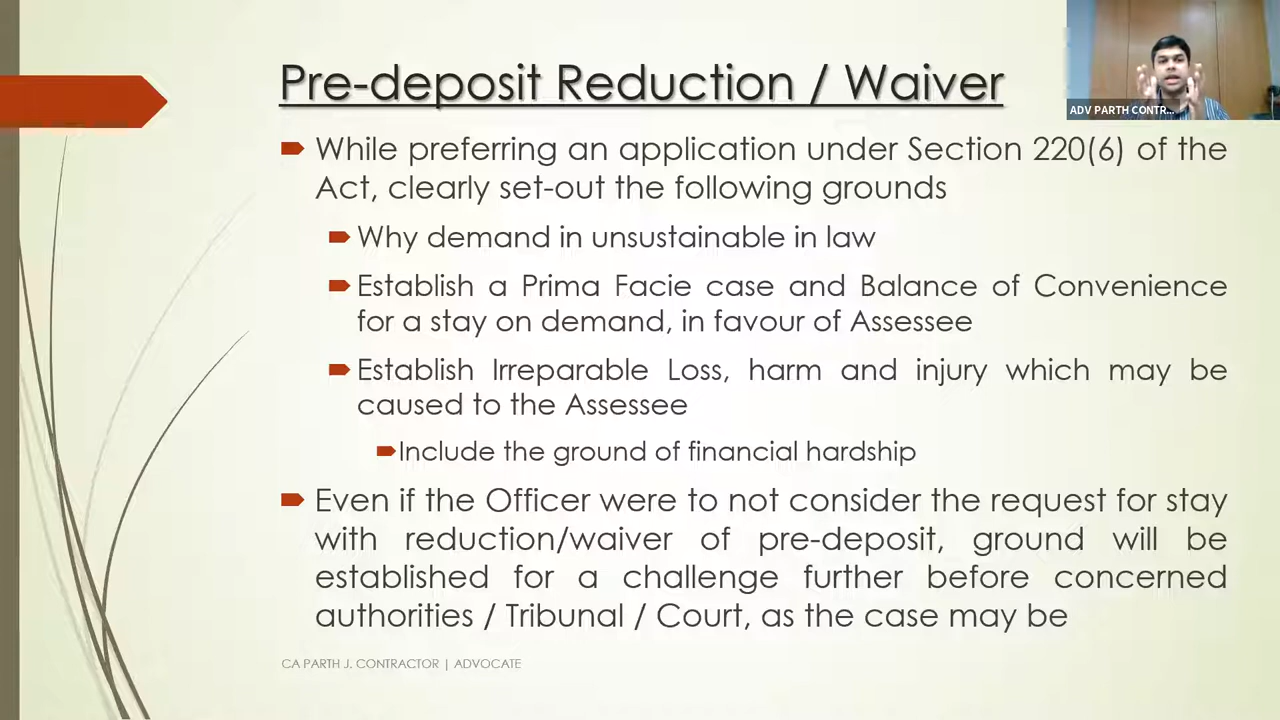 Pre-deposit Reduction / Waiver
ADV PARTH CONTR...
While preferring an application under Section 220(6) of the
Act, clearly set-out the following grounds
Why demand in unsustainable in law
Establish a Prima Facie case and Balance of Convenience
for a stay on demand, in favour of Assessee
Establish Irreparable Loss, harm and injury which may be
caused to the Assessee
Include the ground of financial hardship
Even if the Officer were to not consider the request for stay
with reduction/waiver of pre-deposit, ground will be
established for a challenge further before concerned
authorities / Tribunal / Court, as the case may be
CA PARTH J. CONTRACTOR | ADVOCATE